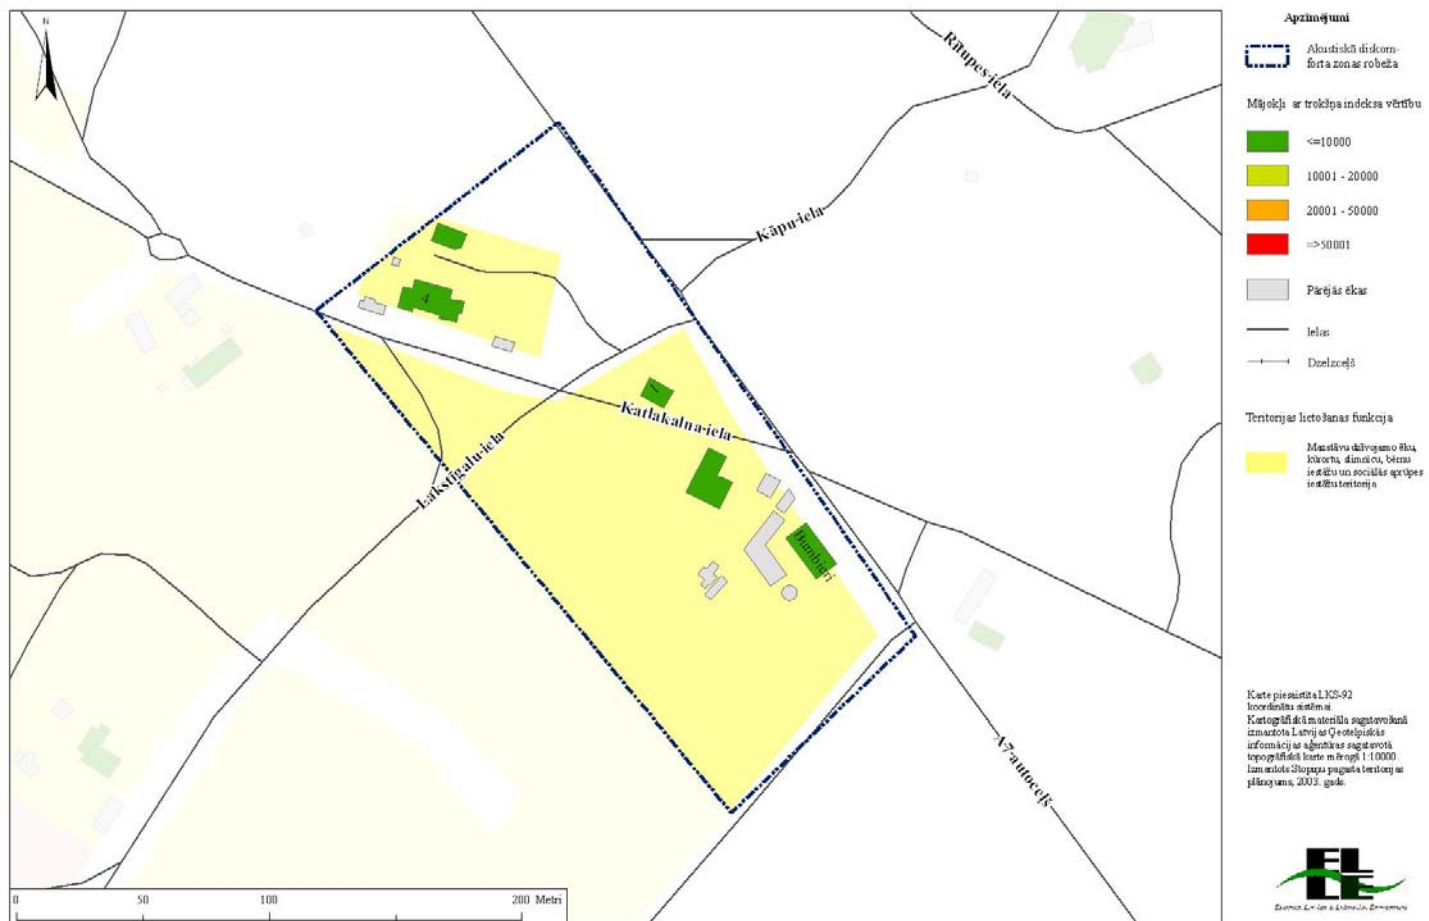 N
Rītupes iela
Kāpu iela
4
1
Katlakalna iela
Lakstīgalu iela
Bumbieri
A7 autoceļš
0 50 100 200 Metri
Apzīmējumi
Akustiskā diskom-
forta zonas robeža
Mājokļi ar trokšņa indeksa vērtību
<=10000
10001 - 20000
20001 - 50000
=>50001
Pārējās ēkas
Ielas
Dzelzceļš
Teritorijas lietošanas funkcija
Mazstāvu dzīvojamo ēku,
kūrortu, slimnīcu, bērnu
iestāžu un sociālās aprūpes
iestāžu teritorija
Karte piesaistīta LKS-92
koordinātu sistēmai.
Kartogrāfiskā materiāla sagatavošanā
izmantota Latvijas Ģeotelpiskās
informācijas aģentūras sagatavotā
topogrāfiskā karte mērogā 1:10000.
Izmantots Stopiņu pagasta teritorijas
plānojums, 2003. gads.
EL
LE